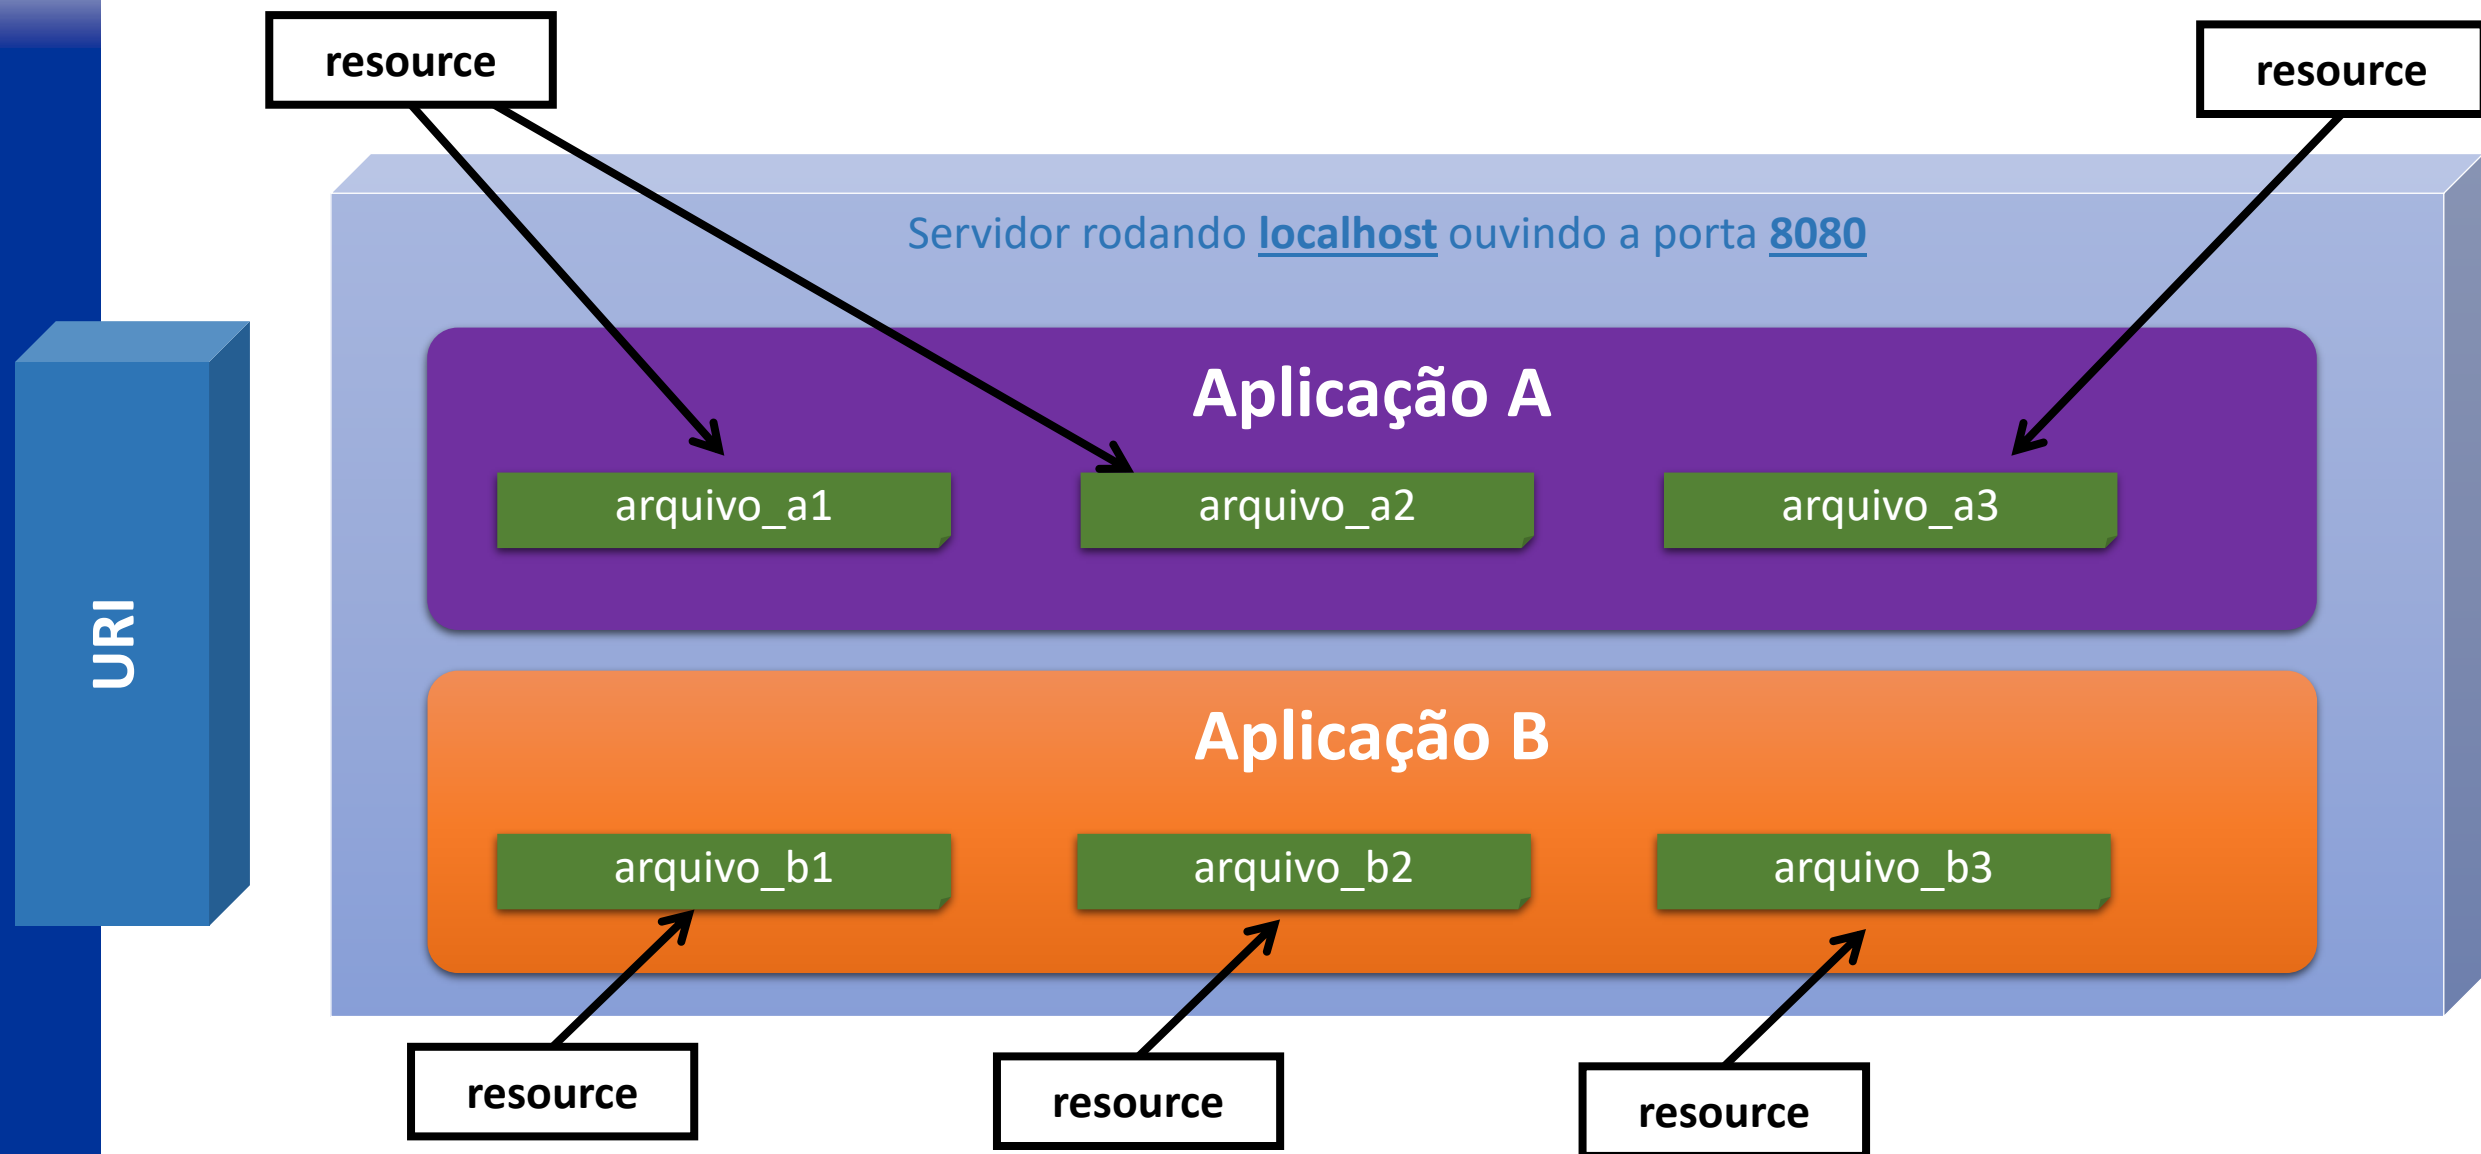 resource
resource
Servidor rodando localhost ouvindo a porta 8080
Aplicação A
arquivo_a1
arquivo_a2
arquivo_a3
URI
Aplicação B
arquivo_b1
arquivo_b2
arquivo_b3
resource
resource
resource